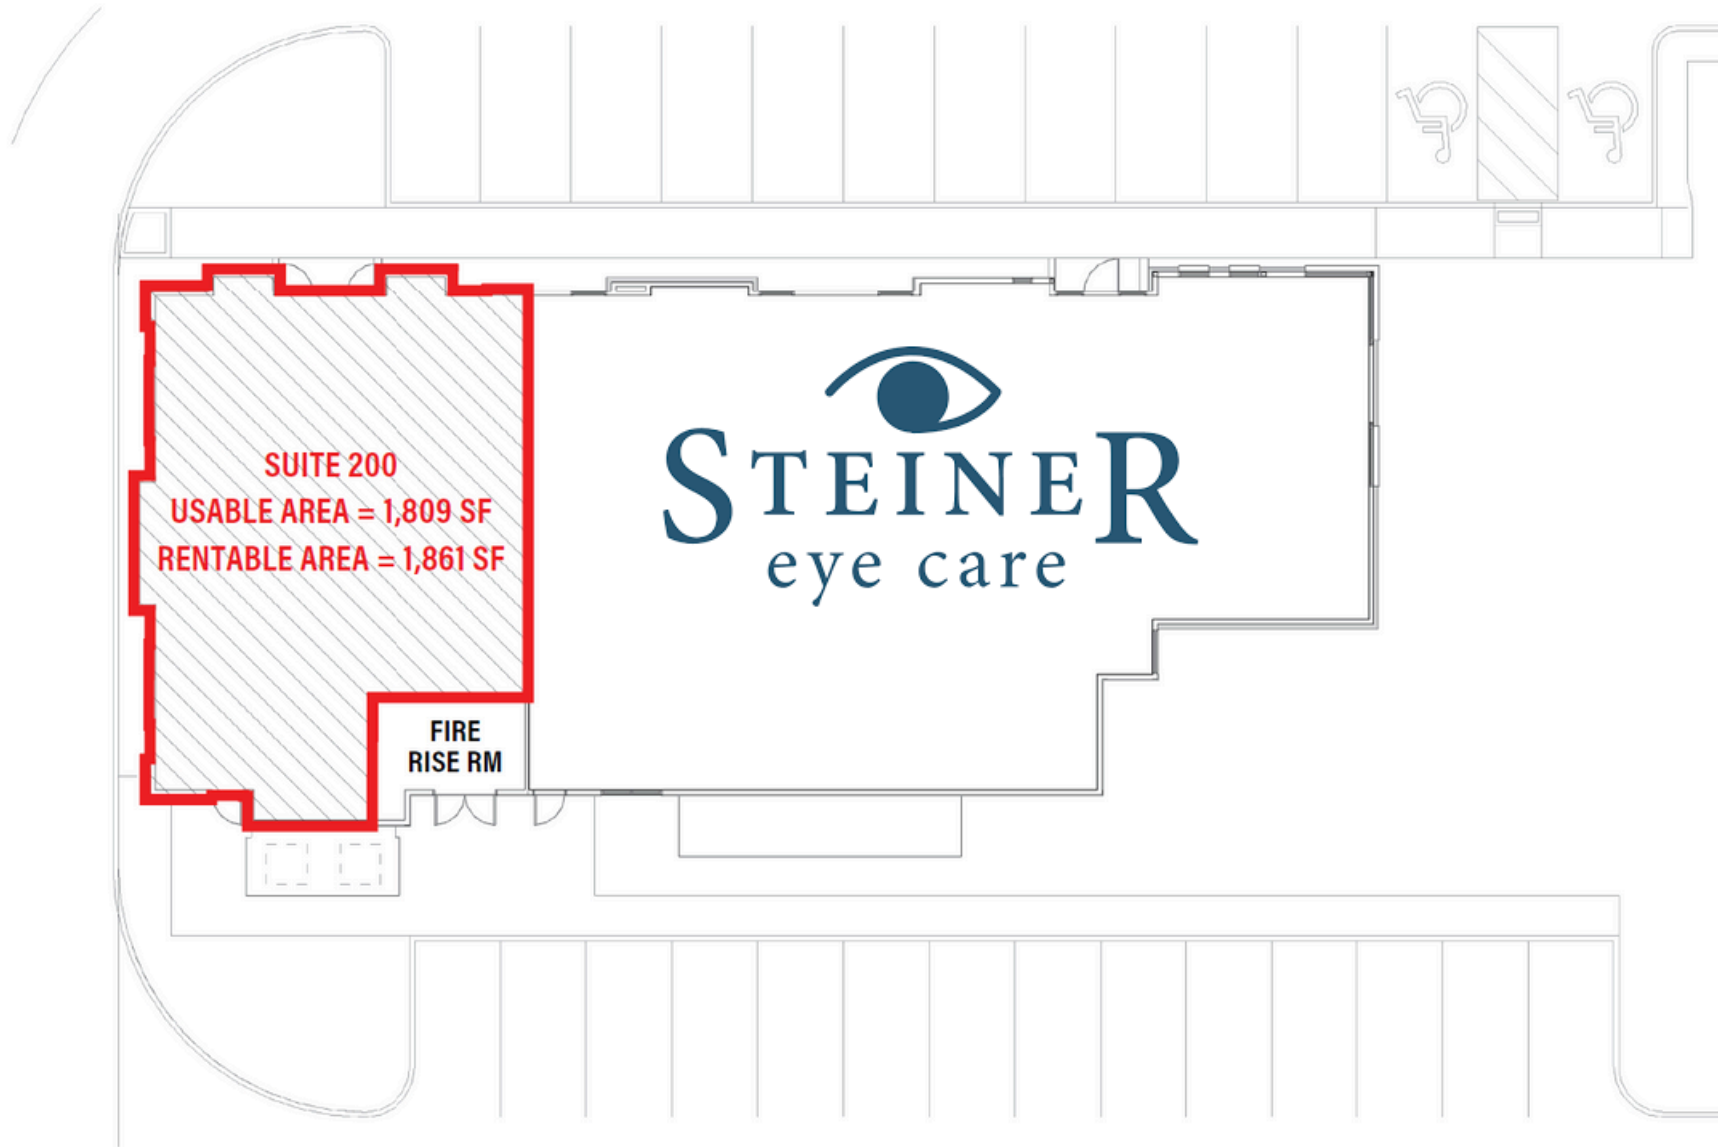 SUITE 200
USABLE AREA = 1,809 SF
RENTABLE AREA = 1,861 SF
STEINER
eye care
FIRE
RISE RM